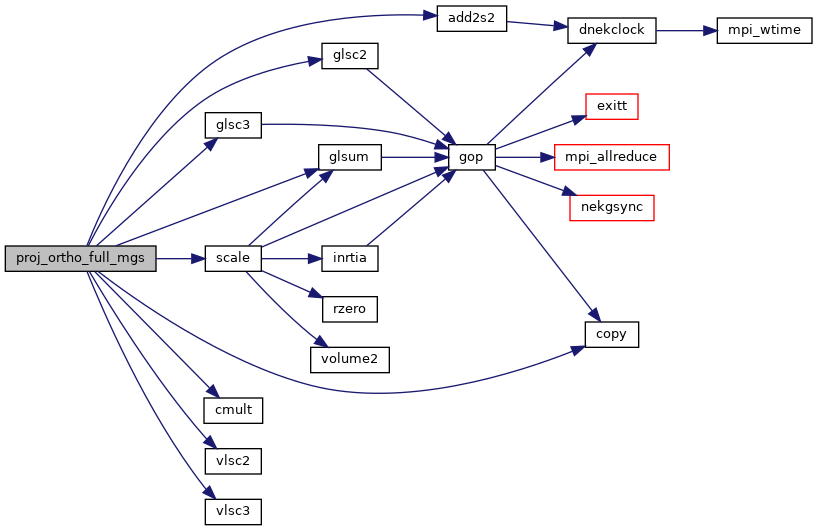 add2s2
dnekclock
mpi_wtime
glsc2
exitt
glsc3
glsum
gop
mpi_allreduce
nekgsync
proj_ortho_full_mgs
scale
inrtia
rzero
copy
volume2
cmult
vlsc2
vlsc3